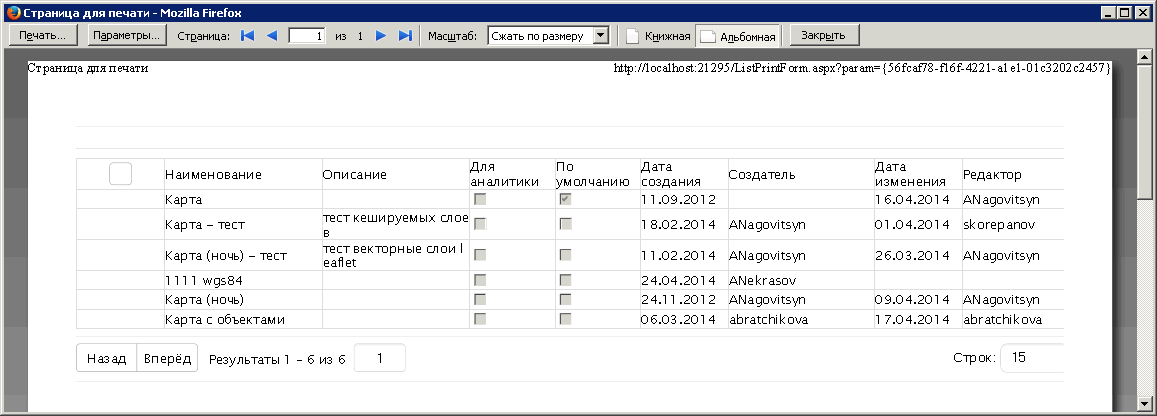 Страница для печати - Mozilla Firefox
Печать... Параметры... Страница: 1 из 1 Масштаб: Сжать по размеру Книжная Альбомная Закрыть
Страница для печати http://localhost:21295/ListPrintForm.aspx?param={56fcaf78-f16f-4221-a1e1-01c3202c2457}
Наименование Описание Для аналитики По умолчанию Дата создания Создатель Дата изменения Редактор
Карта 11.09.2012 16.04.2014 ANagovitsyn
Карта – тест тест кешируемых слое
в 18.02.2014 ANagovitsyn 01.04.2014 skorepanov
Карта (ночь) – тест тест векторные слои l
eaflet 11.02.2014 ANagovitsyn 26.03.2014 ANagovitsyn
1111 wgs84 24.04.2014 ANekrasov
Карта (ночь) 24.11.2012 ANagovitsyn 09.04.2014 ANagovitsyn
Карта с объектами 06.03.2014 abratchikova 17.04.2014 abratchikova
Назад Вперёд Результаты 1 – 6 из 6 1 Строк: 15